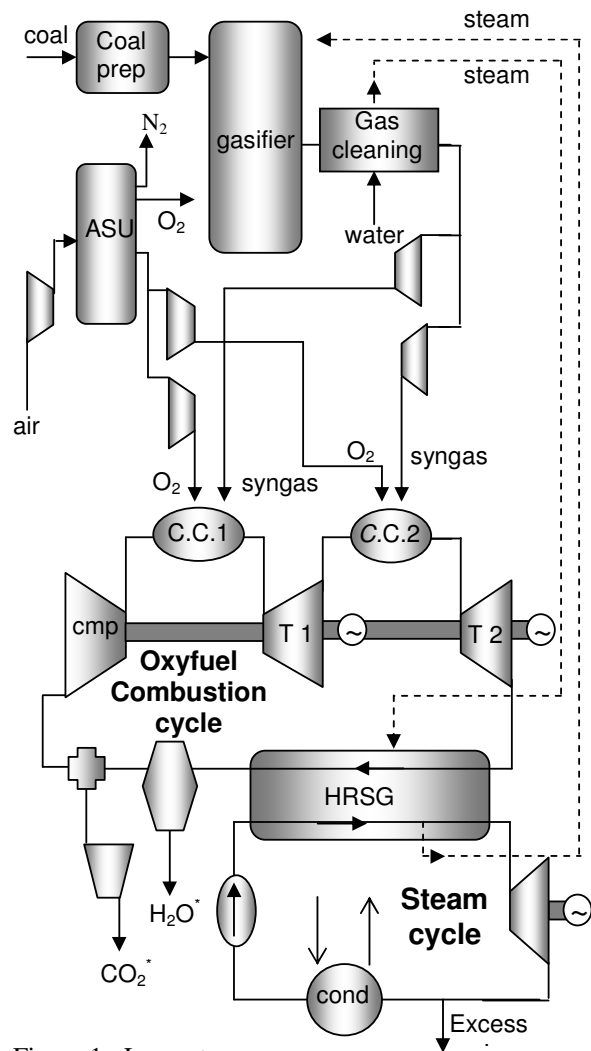 coal
Coal
prep
gasifier
steam
steam
Gas
cleaning
water
N2
O2
ASU
air
O2
syngas
O2
syngas
C.C.1
C.C.2
cmp
T 1
~
T 2
~
Oxyfuel
Combustion
cycle
HRSG
H2O*
CO2*
Steam
cycle
~
cond
Excess
Figure 1